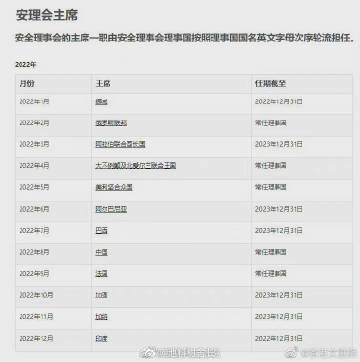 安理会主席
安全理事会的主席一职由安全理事会理事国按照理事国国名英文字母次序轮流担任。
2022年
月份 主席 任期截至
2022年1月 挪威 2022年12月31日
2022年2月 俄罗斯联邦 常任理事国
2022年3月 阿拉伯联合酋长国 2023年12月31日
2022年4月 大不列颠及北爱尔兰联合王国 常任理事国
2022年5月 美利坚合众国 常任理事国
2022年6月 阿尔巴尼亚 2023年12月31日
2022年7月 巴西 2023年12月31日
2022年8月 中国 常任理事国
2022年9月 法国 常任理事国
2022年10月 加蓬 2023年12月31日
2022年11月 加纳 2023年12月31日
2022年12月 印度 2022年12月31日